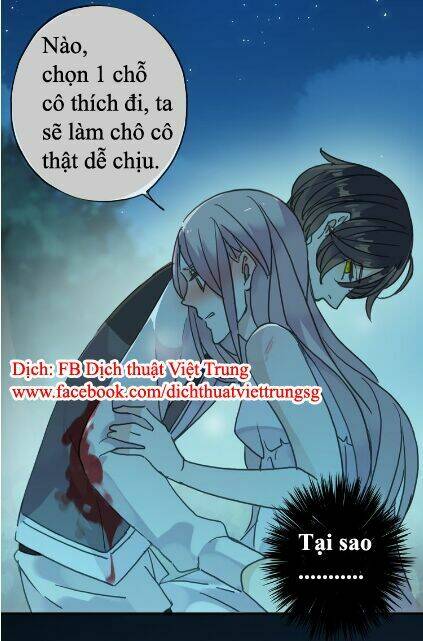 Nào,
chọn 1 chỗ
cô thích đi, ta
sẽ làm chô cô
thật dễ chịu.
Dịch: FB Dịch thuật Việt Trung
www.facebook.com/dichthuatviettrungsg
Tại sao
...........